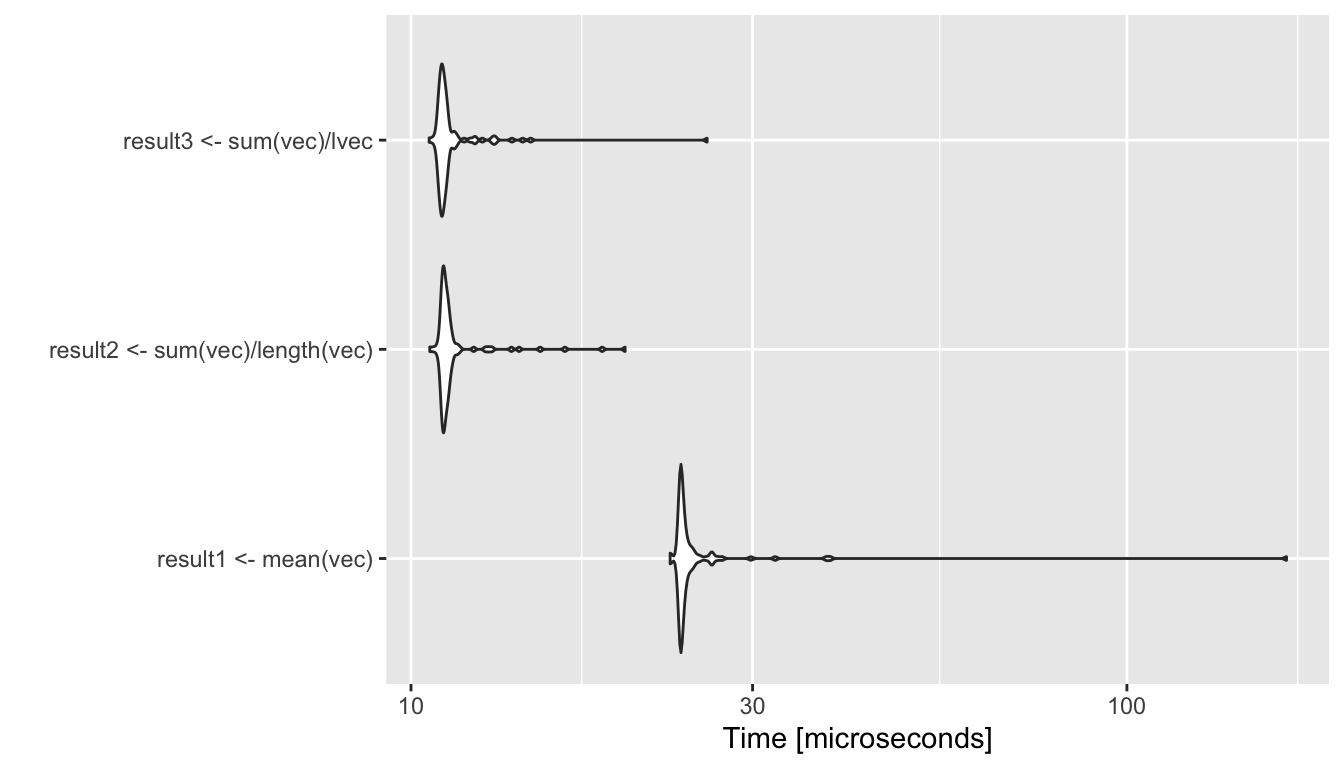 result3 <- sum(vec)/lvec
result2 <- sum(vec)/length(vec)
result1 <- mean(vec)
10 30 100
Time [microseconds]